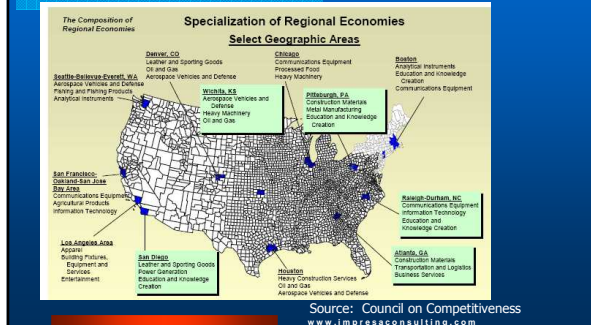 The Composition of
Regional Economies
Specialization of Regional Economies
Select Geographic Areas
Denver, CO
Leather and Sporting Goods
Oil and Gas
Aerospace Vehicles and Defense
Chicago
Communications Equipment
Processed Food
Heavy Machinery
Boston
Analytical Instruments
Education and Knowledge
Creation
Communications Equipment
Seattle-Bellevue-Everett, WA
Aerospace Vehicles and Defense
Fishing and Fishing Products
Analytical Instruments
Wichita, KS
Aerospace Vehicles and
Defense
Heavy Machinery
Oil and Gas
Pittsburgh, PA
Construction Materials
Metal Manufacturing
Education and Knowledge
Creation
San Francisco-
Oakland-San Jose
Bay Area
Communications Equipment
Agricultural Products
Information Technology
Raleigh-Durham, NC
Communications Equipment
Information Technology
Education and
Knowledge Creation
Los Angeles Area
Apparel
Building Fixtures,
Equipment and
Services
Entertainment
San Diego
Leather and Sporting Goods
Power Generation
Education and Knowledge
Creation
Houston
Heavy Construction Services
Oil and Gas
Aerospace Vehicles and Defense
Atlanta, GA
Construction Materials
Transportation and Logistics
Business Services
Source: Council on Competitiveness
www.impresaconsulting.com